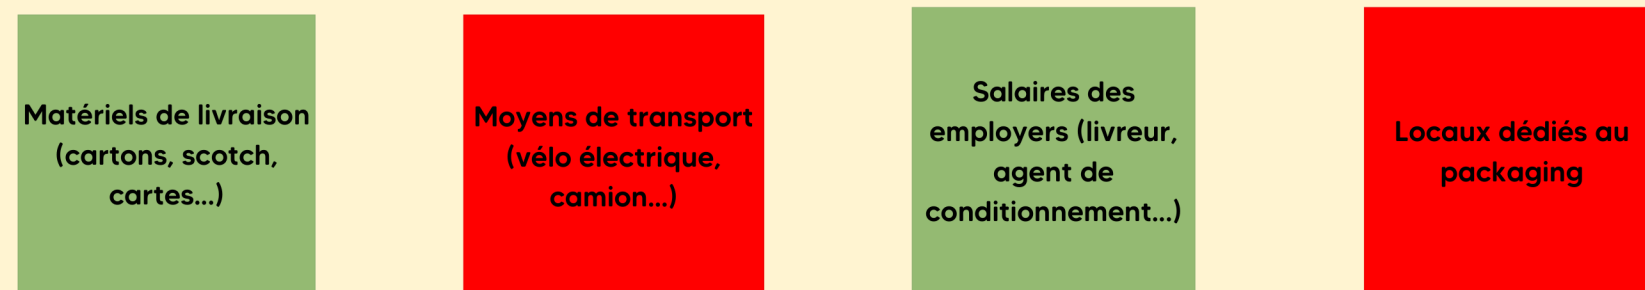 Matériels de livraison
(cartons, scotch,
cartes...)
Moyens de transport
(vélo électrique,
camion...)
Salaires des
employers (livreur,
agent de
conditionnement...)
Locaux dédiés au
packaging